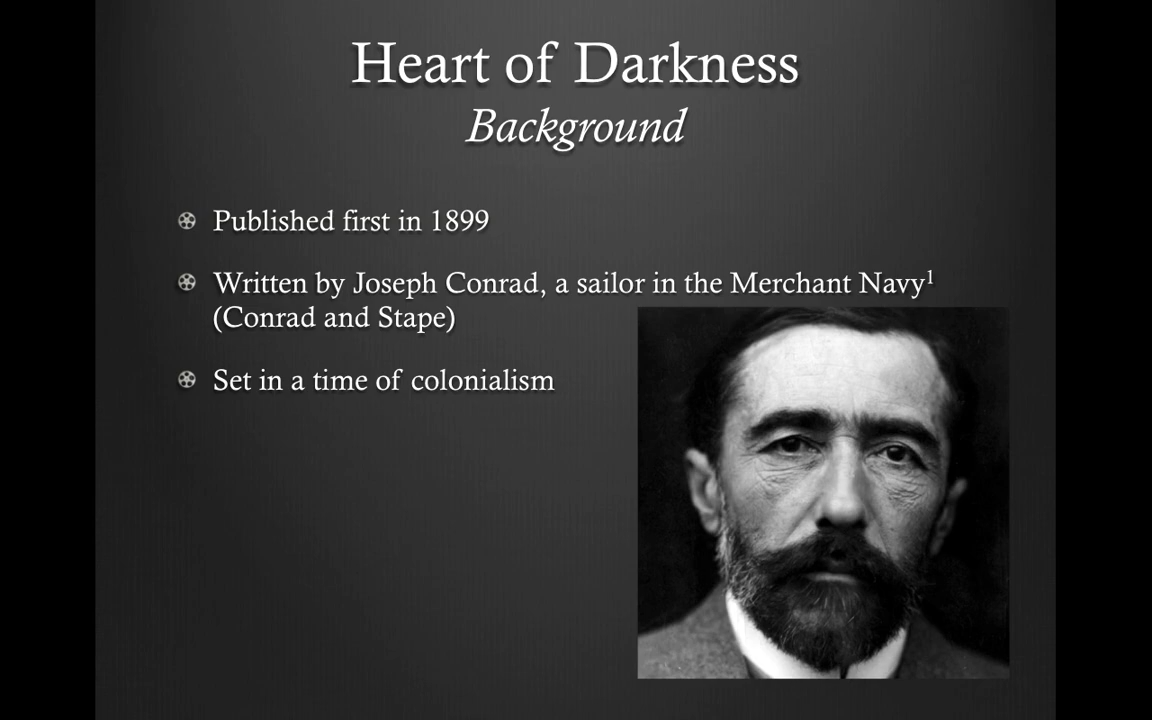 Heart of Darkness
Background
Published first in 1899
Written by Joseph Conrad, a sailor in the Merchant Navy¹
(Conrad and Stape)
Set in a time of colonialism